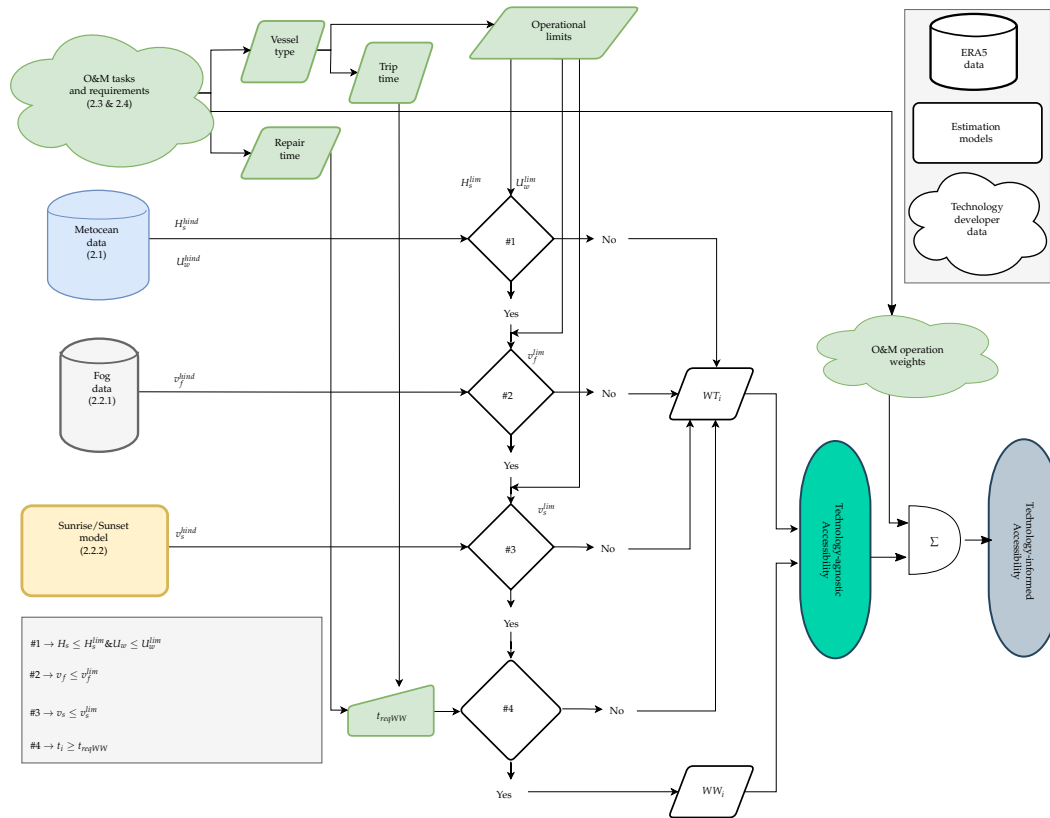 Vessel
type
Operational
limits
Trip
time
O&M tasks
and requirements
(2.3 & 2.4)
Repair
time
ERA5
data
Estimation
models
Technology
developer
data
H_s^{lim}
U_w^{lim}
Metocean
data
(2.1)
H_s^{hind}
U_w^{hind}
#1
No
Yes
Fog
data
(2.2.1)
v_f^{hind}
v_f^{lim}
#2
No
Yes
WT_i
O&M operation
weights
Sunrise/Sunset
model
(2.2.2)
v_s^{hind}
v_s^{lim}
#3
No
Yes
Technology-agnostic
Accessibility
Σ
Technology-informed
Accessibility
#1 → H_s ≤ H_s^{lim} & U_w ≤ U_w^{lim}
#2 → v_f ≤ v_f^{lim}
#3 → v_s ≤ v_s^{lim}
#4 → t_i ≥ t_{reqWW}
t_{reqWW}
#4
No
Yes
WW_i